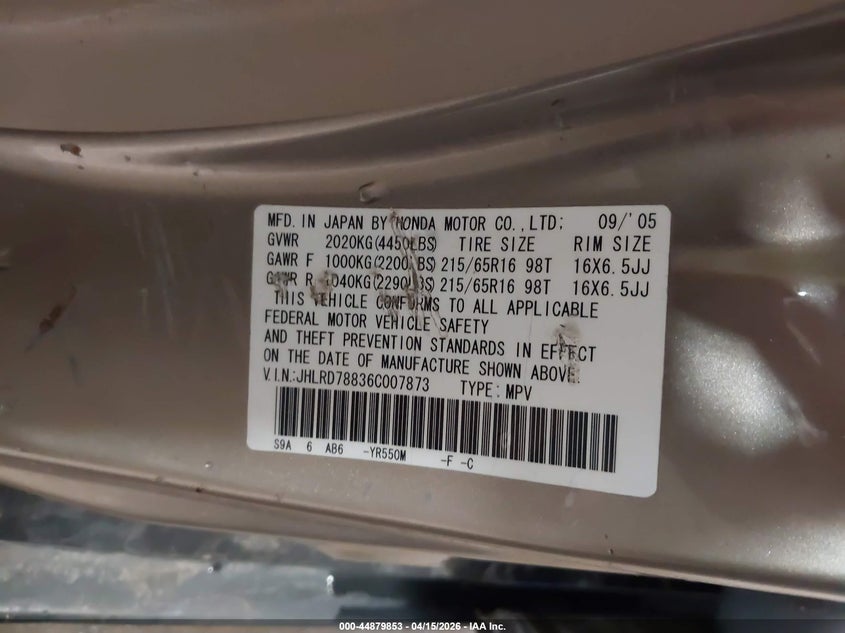 MFD. IN JAPAN BY HONDA MOTOR CO.,LTD; 09/'05
GVWR 2020KG(4450LBS) TIRE SIZE RIM SIZE
GAWR F 1000KG(2200LBS) 215/65R16 98T 16X6.5JJ
GAWR R 1040KG(2290LBS) 215/65R16 98T 16X6.5JJ
THIS VEHICLE CONFORMS TO ALL APPLICABLE
FEDERAL MOTOR VEHICLE SAFETY
AND THEFT PREVENTION STANDARDS IN EFFECT
ON THE DATE OF MANUFACTURE SHOWN ABOVE.
V.I.N.:JHLRD78836C007873 TYPE: MPV
S9A 6 AB6 -YR550M -F -C
000-44879853 - 04/15/2026 - IAA Inc.